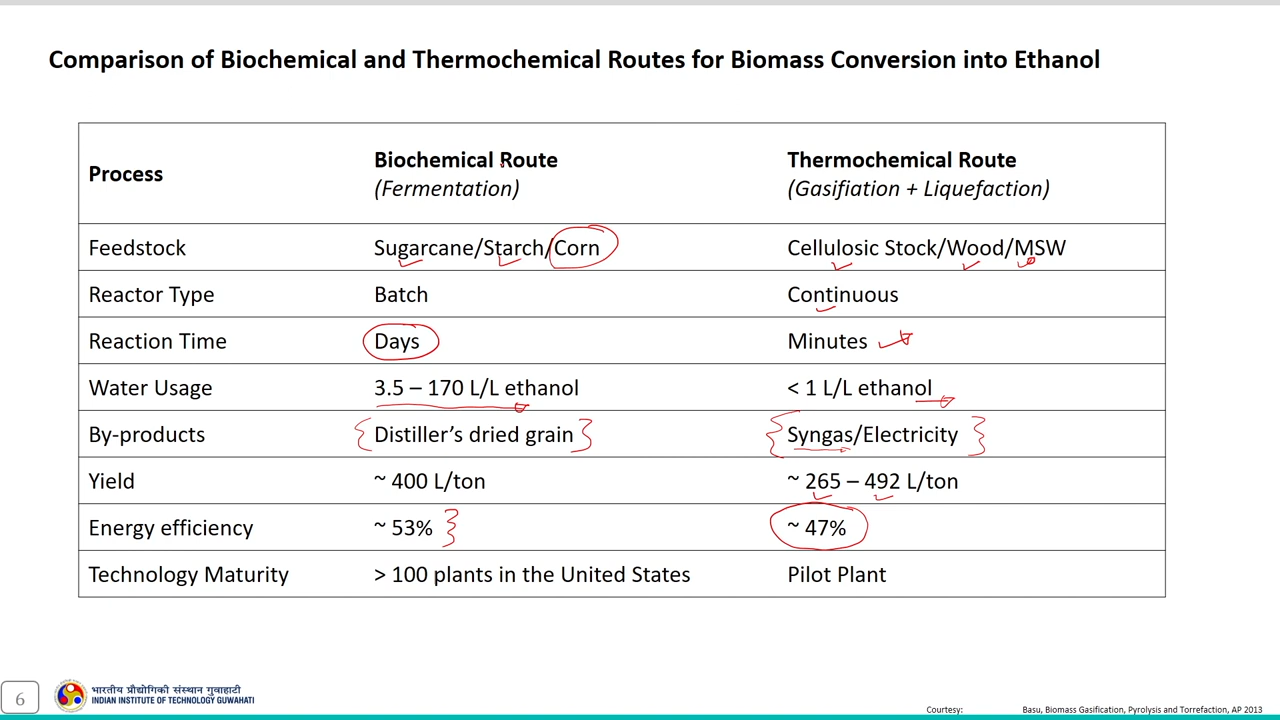 Comparison of Biochemical and Thermochemical Routes for Biomass Conversion into Ethanol
Process
Biochemical Route
(Fermentation)
Thermochemical Route
(Gasifiation + Liquefaction)
Feedstock Sugarcane/Starch/Corn Cellulosic Stock/Wood/MSW
Reactor Type Batch Continuous
Reaction Time Days Minutes
Water Usage 3.5 – 170 L/L ethanol < 1 L/L ethanol
By-products Distiller’s dried grain Syngas/Electricity
Yield ~ 400 L/ton ~ 265 – 492 L/ton
Energy efficiency ~ 53% ~ 47%
Technology Maturity > 100 plants in the United States Pilot Plant
6
भारतीय प्रौद्योगिकी संस्थान गुवाहाटी
INDIAN INSTITUTE OF TECHNOLOGY GUWAHATI
Courtesy: Basu, Biomass Gasification, Pyrolysis and Torrefaction, AP 2013